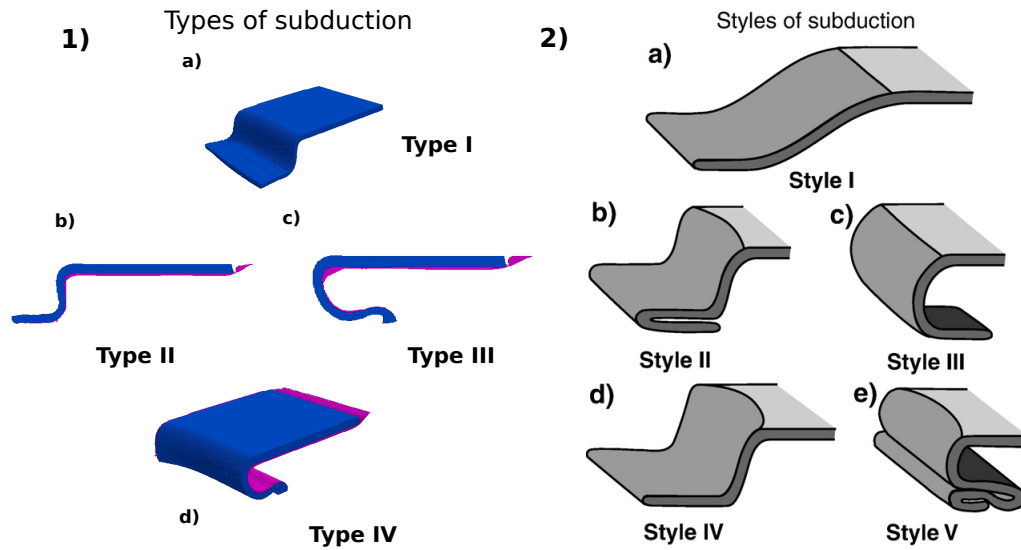 1)
Types of subduction
a)
Type I
b)
c)
Type II
Type III
d)
Type IV
2)
Styles of subduction
a)
Style I
b)
c)
Style II
Style III
d)
e)
Style IV
Style V